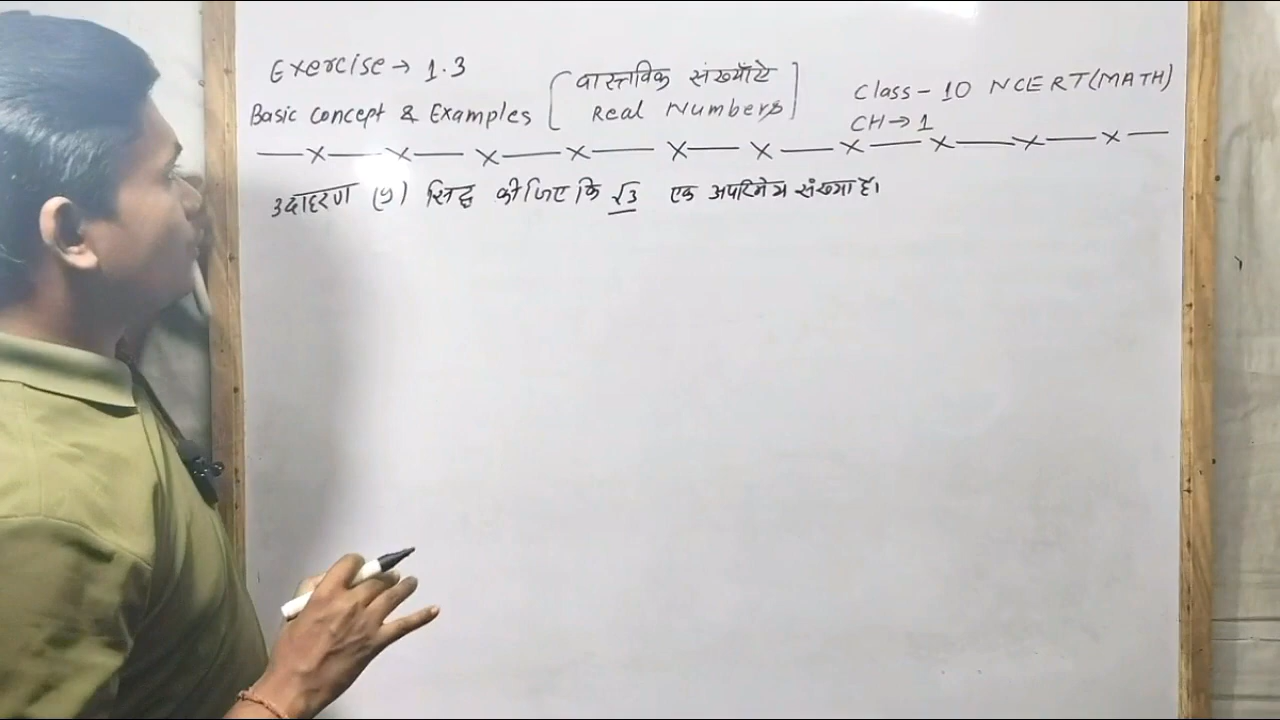 Exercise → 1.3
Basic Concept & Examples
[वास्तविक संख्याँऐ
Real Numbers]
Class - 10 NCERT(MATH)
CH → 1
उदाहरण (9) सिद्ध कीजिए कि √3 एक अपरिमेय संख्या है।